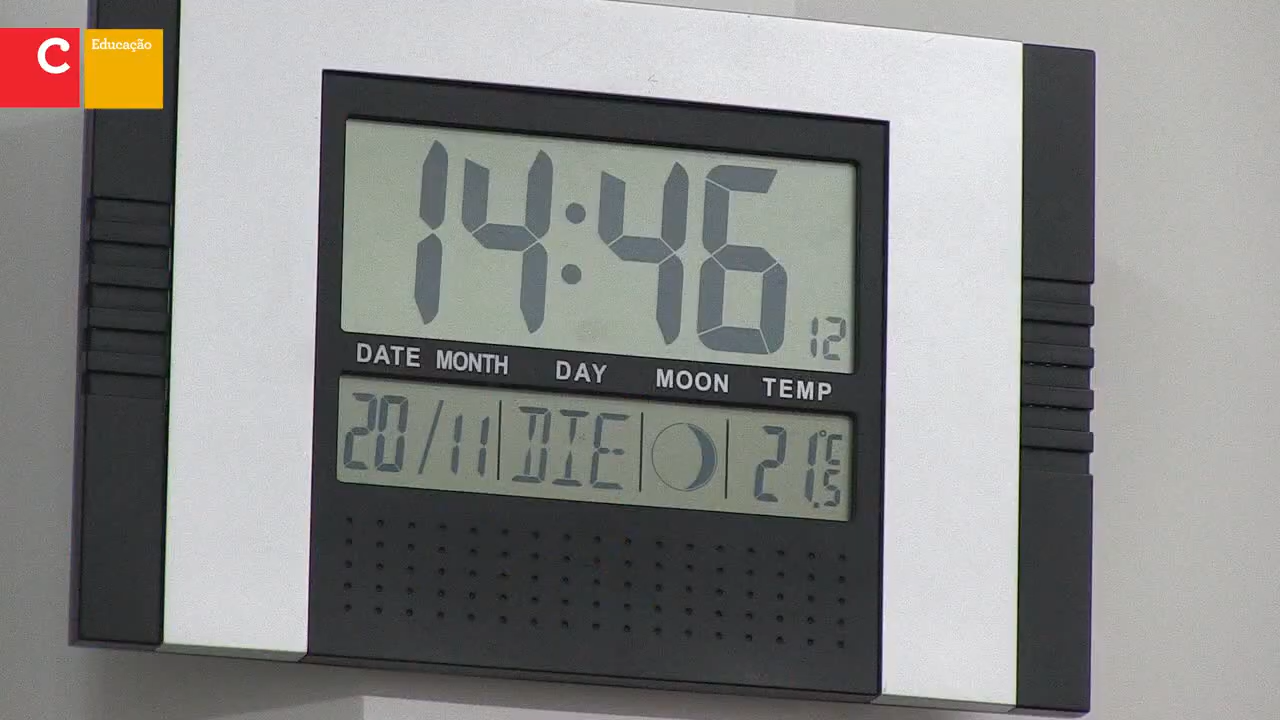 C
Educação
14:46
12
DATE MONTH DAY MOON TEMP
20/11 DIE 21.5°C